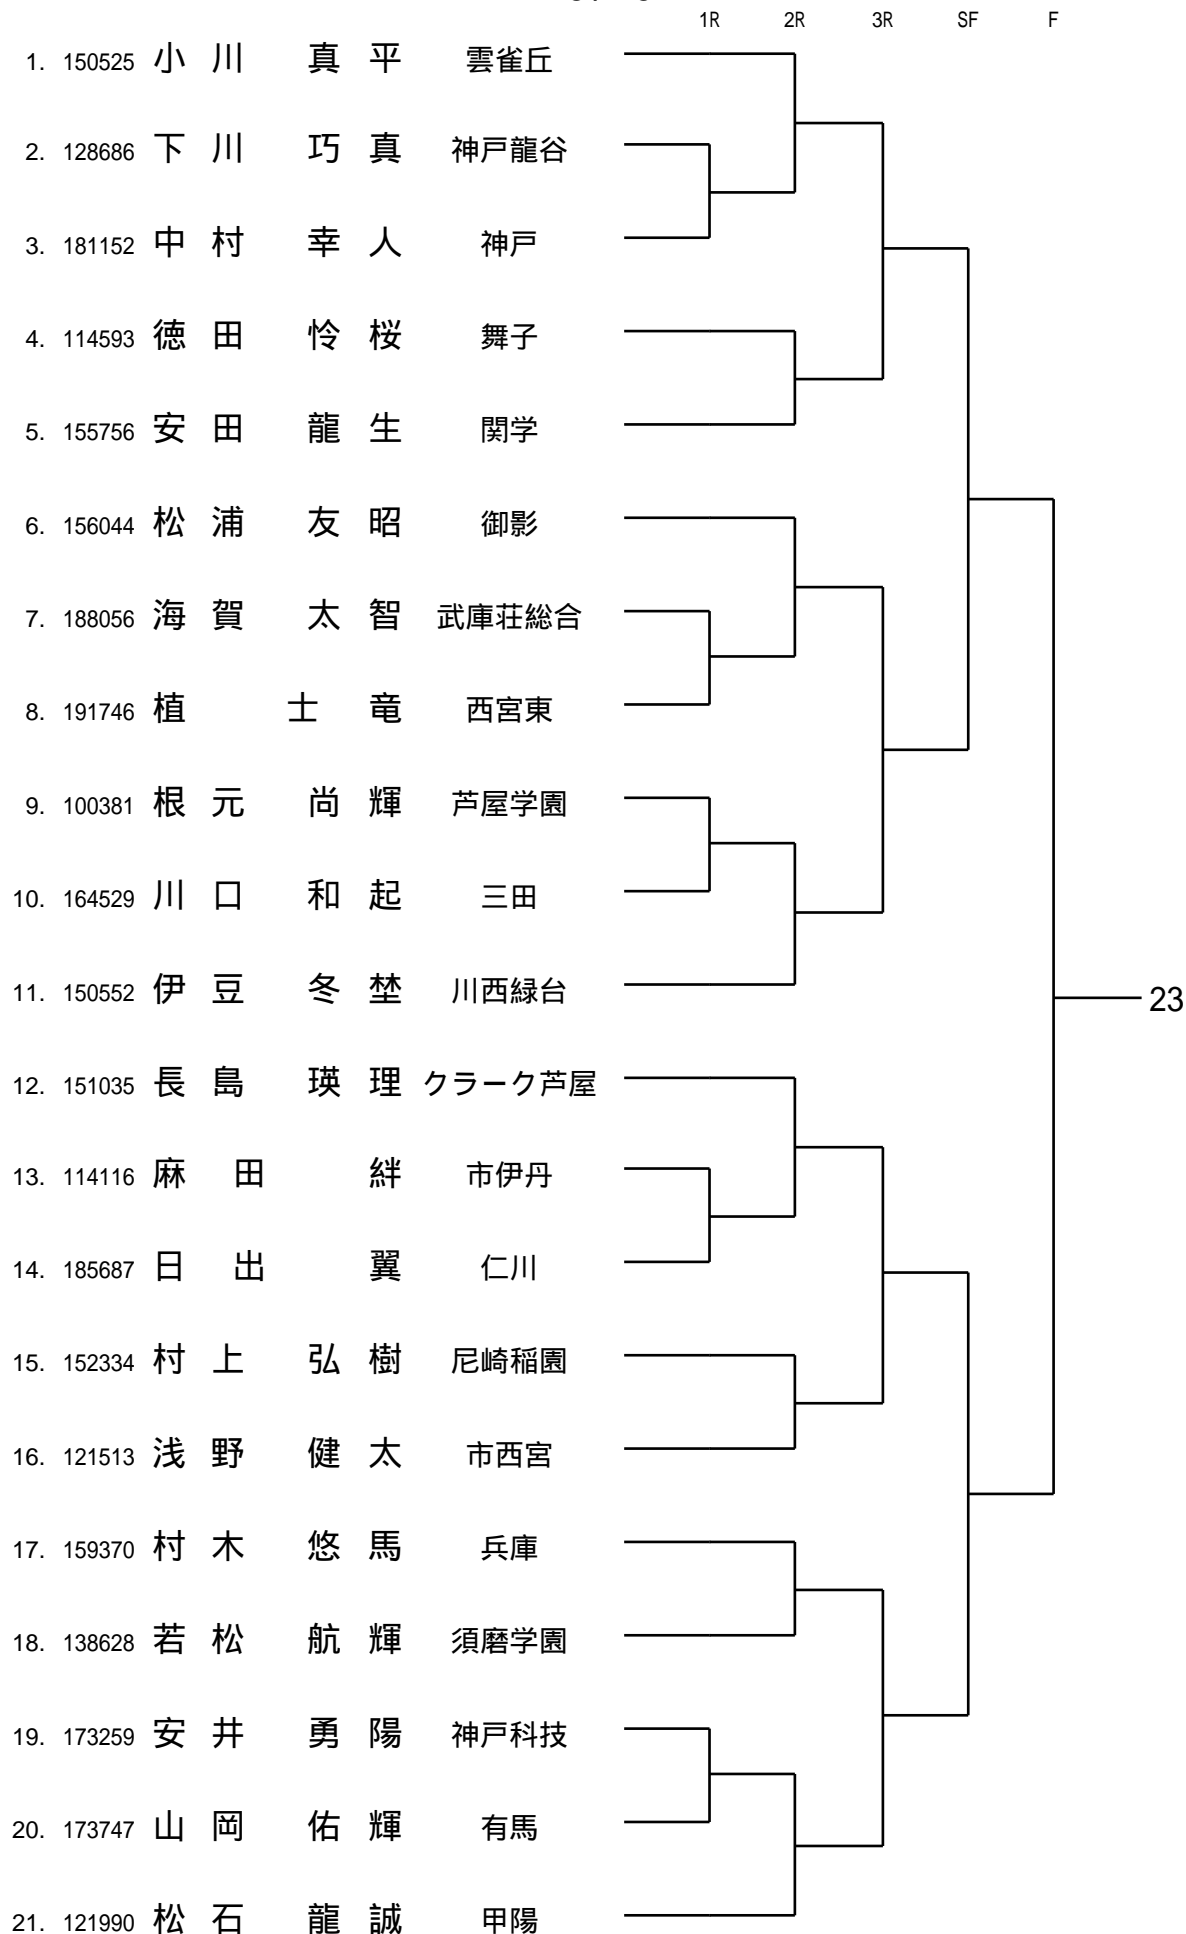 1R 2R 3R SF F
1. 150525 小川 真平 雲雀丘
2. 128686 下川 巧真 神戸龍谷
3. 181152 中村 幸人 神戸
4. 114593 徳田 怜桜 舞子
5. 155756 安田 龍生 関学
6. 156044 松浦 友昭 御影
7. 188056 海賀 太智 武庫荘総合
8. 191746 植 士竜 西宮東
9. 100381 根元 尚輝 芦屋学園
10. 164529 川口 和起 三田
11. 150552 伊豆 冬埜 川西緑台
23
12. 151035 長島 瑛理 クラーク芦屋
13. 114116 麻田 絆 市伊丹
14. 185687 日出 翼 仁川
15. 152334 村上 弘樹 尼崎稲園
16. 121513 浅野 健太 市西宮
17. 159370 村木 悠馬 兵庫
18. 138628 若松 航輝 須磨学園
19. 173259 安井 勇陽 神戸科技
20. 173747 山岡 佑輝 有馬
21. 121990 松石 龍誠 甲陽